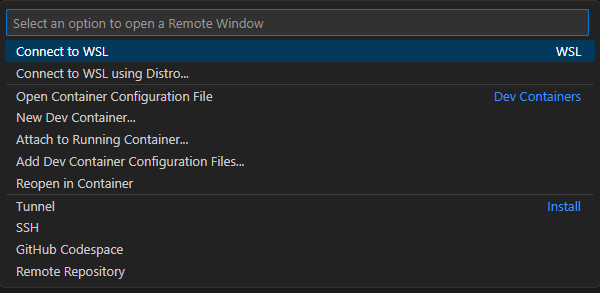 Select an option to open a Remote Window
Connect to WSL WSL
Connect to WSL using Distro...
Open Container Configuration File Dev Containers
New Dev Container...
Attach to Running Container...
Add Dev Container Configuration Files...
Reopen in Container
Tunnel Install
SSH
GitHub Codespace
Remote Repository